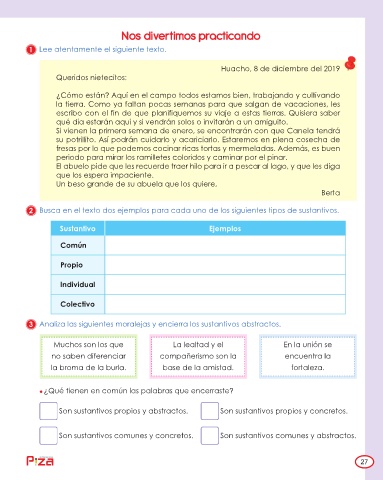 Nos divertimos practicando
1 Lee atentamente el siguiente texto.
Huacho, 8 de diciembre del 2019
Queridos nietecitos:
¿Cómo están? Aquí en el campo todos estamos bien, trabajando y cultivando
la tierra. Como ya faltan pocas semanas para que salgan de vacaciones, les
escribo con el fin de que planifiquemos su viaje a estas tierras. Quisiera saber
qué día estarán aquí y si vendrán solos o invitarán a un amiguito.
Si vienen la primera semana de enero, se encontrarán con que Canela tendrá
su potrillito. Así podrán cuidarlo y acariciarlo. Estaremos en plena cosecha de
fresas por lo que podemos cocinar ricas tortas y mermeladas. Además, es buen
periodo para mirar los ramilletes coloridos y caminar por el pinar.
El abuelo pide que les recuerde traer hilo para ir a pescar al lago, y que les diga
que los espera impaciente.
Un beso grande de su abuela que los quiere,
Berta
2 Busca en el texto dos ejemplos para cada uno de los siguientes tipos de sustantivos.
Sustantivo Ejemplos
Común
Propio
Individual
Colectivo
3 Analiza las siguientes moralejas y encierra los sustantivos abstractos.
Muchos son los que
no saben diferenciar
la broma de la burla.
La lealtad y el
compañerismo son la
base de la amistad.
En la unión se
encuentra la
fortaleza.
• ¿Qué tienen en común las palabras que encerraste?
Son sustantivos propios y abstractos. Son sustantivos propios y concretos.
Son sustantivos comunes y concretos. Son sustantivos comunes y abstractos.
P:za 27